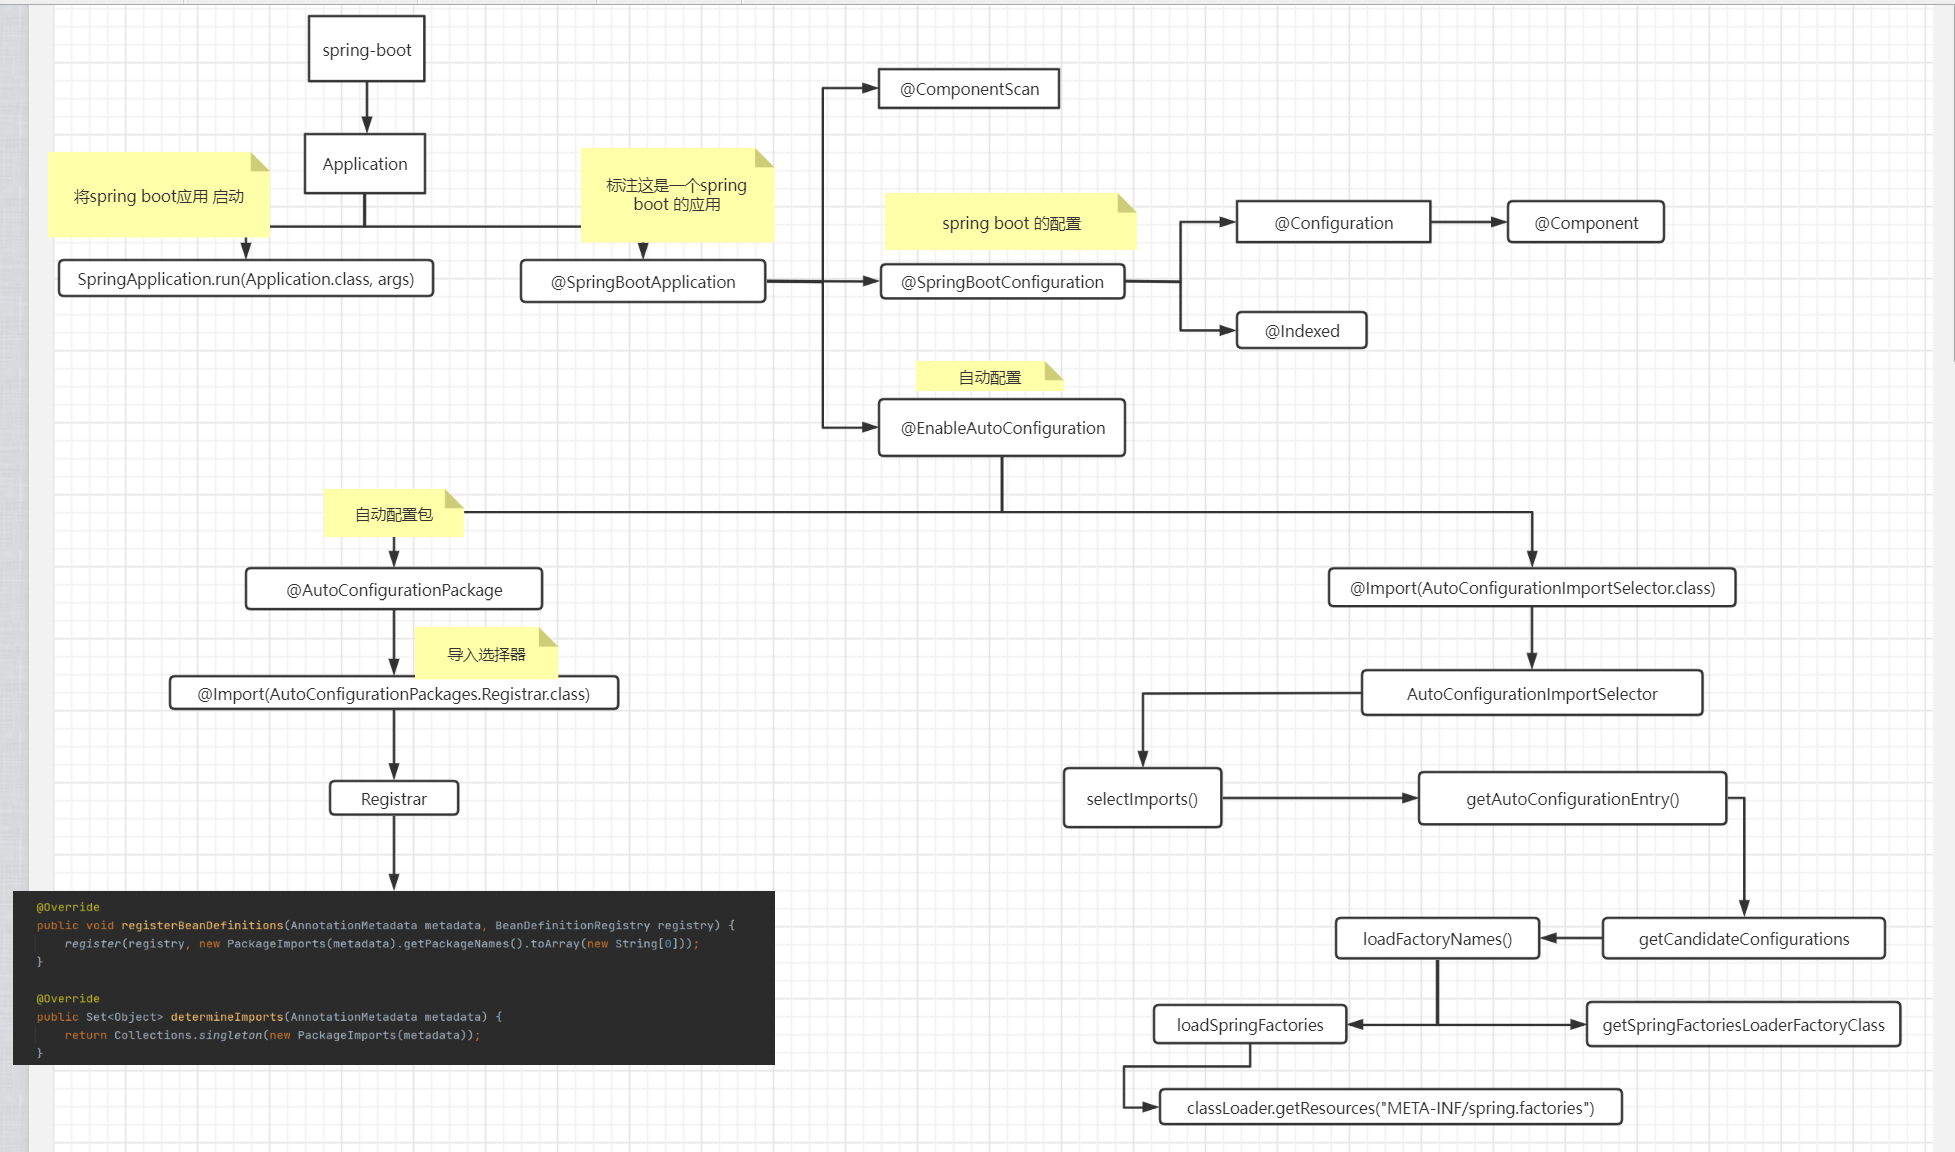 spring-boot
Application
将spring boot应用 启动
标注这是一个spring
boot 的应用
SpringApplication.run(Application.class, args)
@SpringBootApplication
@ComponentScan
spring boot 的配置
@SpringBootConfiguration
@Configuration
@Component
@Indexed
自动配置
@EnableAutoConfiguration
自动配置包
@AutoConfigurationPackage
导入选择器
@Import(AutoConfigurationPackages.Registrar.class)
Registrar
@Override
public void registerBeanDefinitions(AnnotationMetadata metadata, BeanDefinitionRegistry registry) {
register(registry, new PackageImports(metadata).getPackageNames().toArray(new String[0]));
}
@Override
public Set<Object> determineImports(AnnotationMetadata metadata) {
return Collections.singleton(new PackageImports(metadata));
}
@Import(AutoConfigurationImportSelector.class)
AutoConfigurationImportSelector
selectImports()
getAutoConfigurationEntry()
getCandidateConfigurations
loadFactoryNames()
loadSpringFactories
getSpringFactoriesLoaderFactoryClass
classLoader.getResources("META-INF/spring.factories")